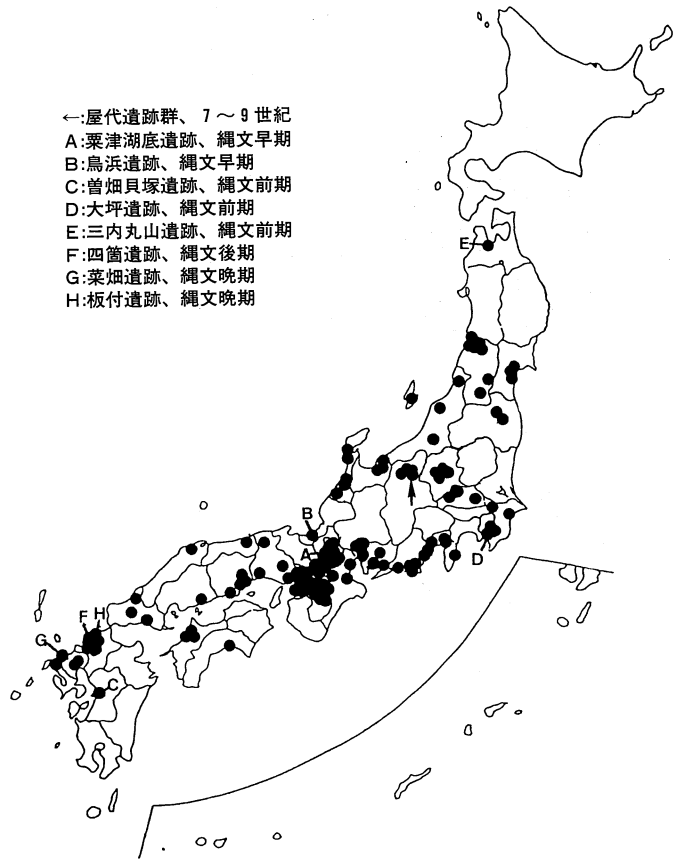 ←:屋代遺跡群、7～9世紀
A:粟津湖底遺跡、縄文早期
B:鳥浜遺跡、縄文早期
C:曽畑貝塚遺跡、縄文前期
D:大坪遺跡、縄文前期
E:三内丸山遺跡、縄文前期
F:四箇遺跡、縄文後期
G:菜畑遺跡、縄文晩期
H:板付遺跡、縄文晩期
E
B
A
D
F H
G
C